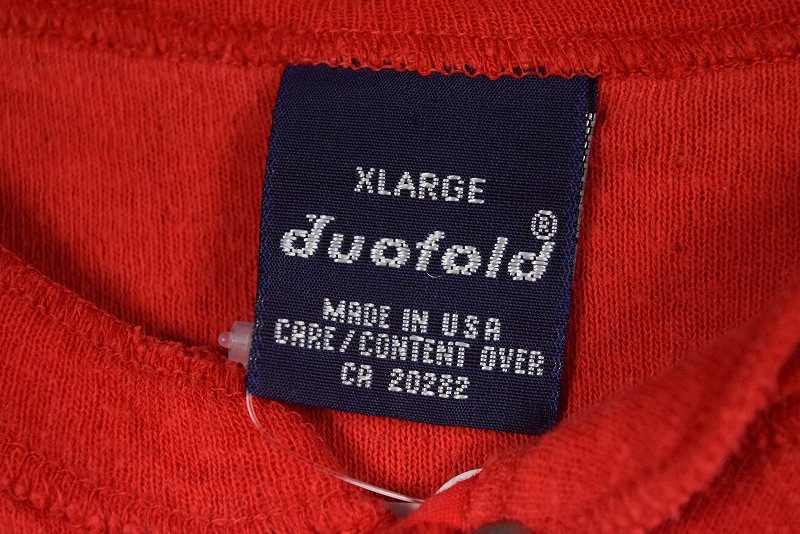 XLARGE
duofold®
MADE IN USA
CARE/CONTENT OVER
CA 20282